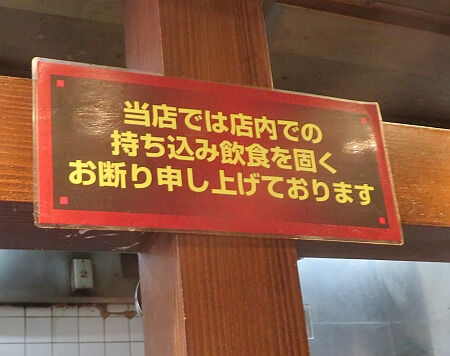 当店では店内での
持ち込み飲食を固く
お断り申し上げております
2